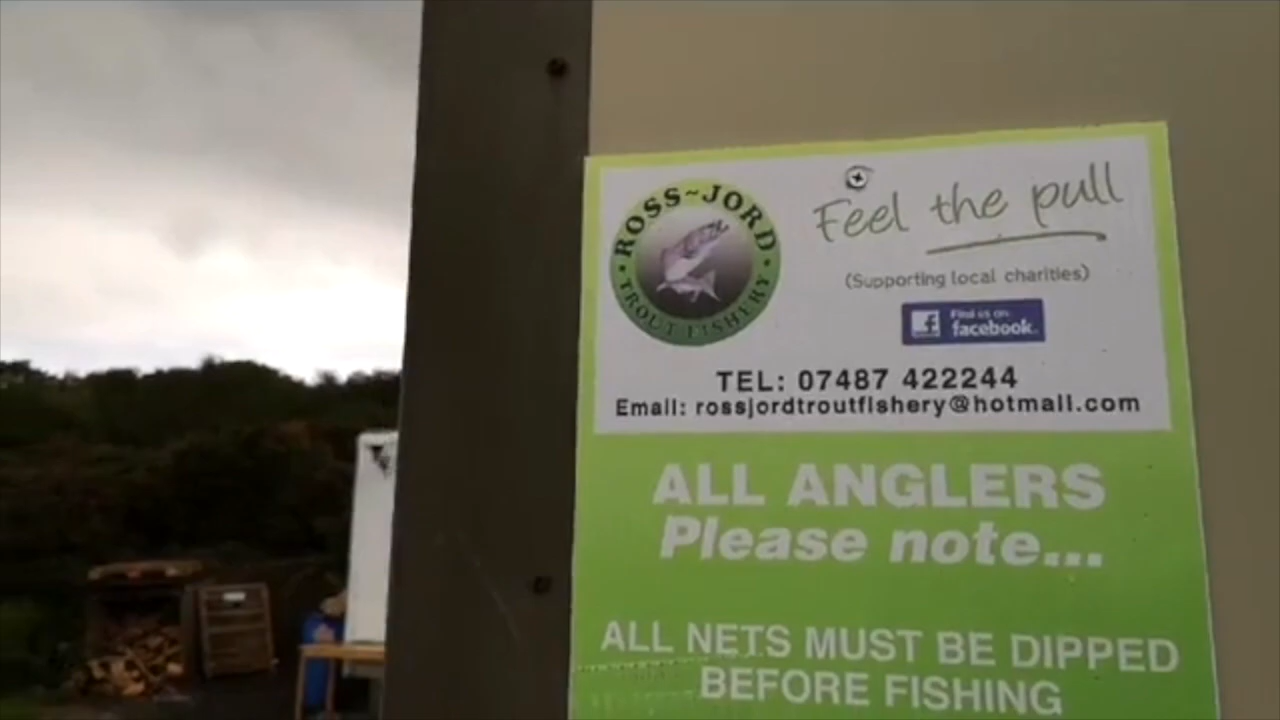 ROSS~JORD
TROUT FISHERY
Feel the pull
(Supporting local charities)
Find us on
facebook.
TEL: 07487 422244
Email: rossjordtroutfishery@hotmail.com
ALL ANGLERS
Please note...
ALL NETS MUST BE DIPPED
BEFORE FISHING